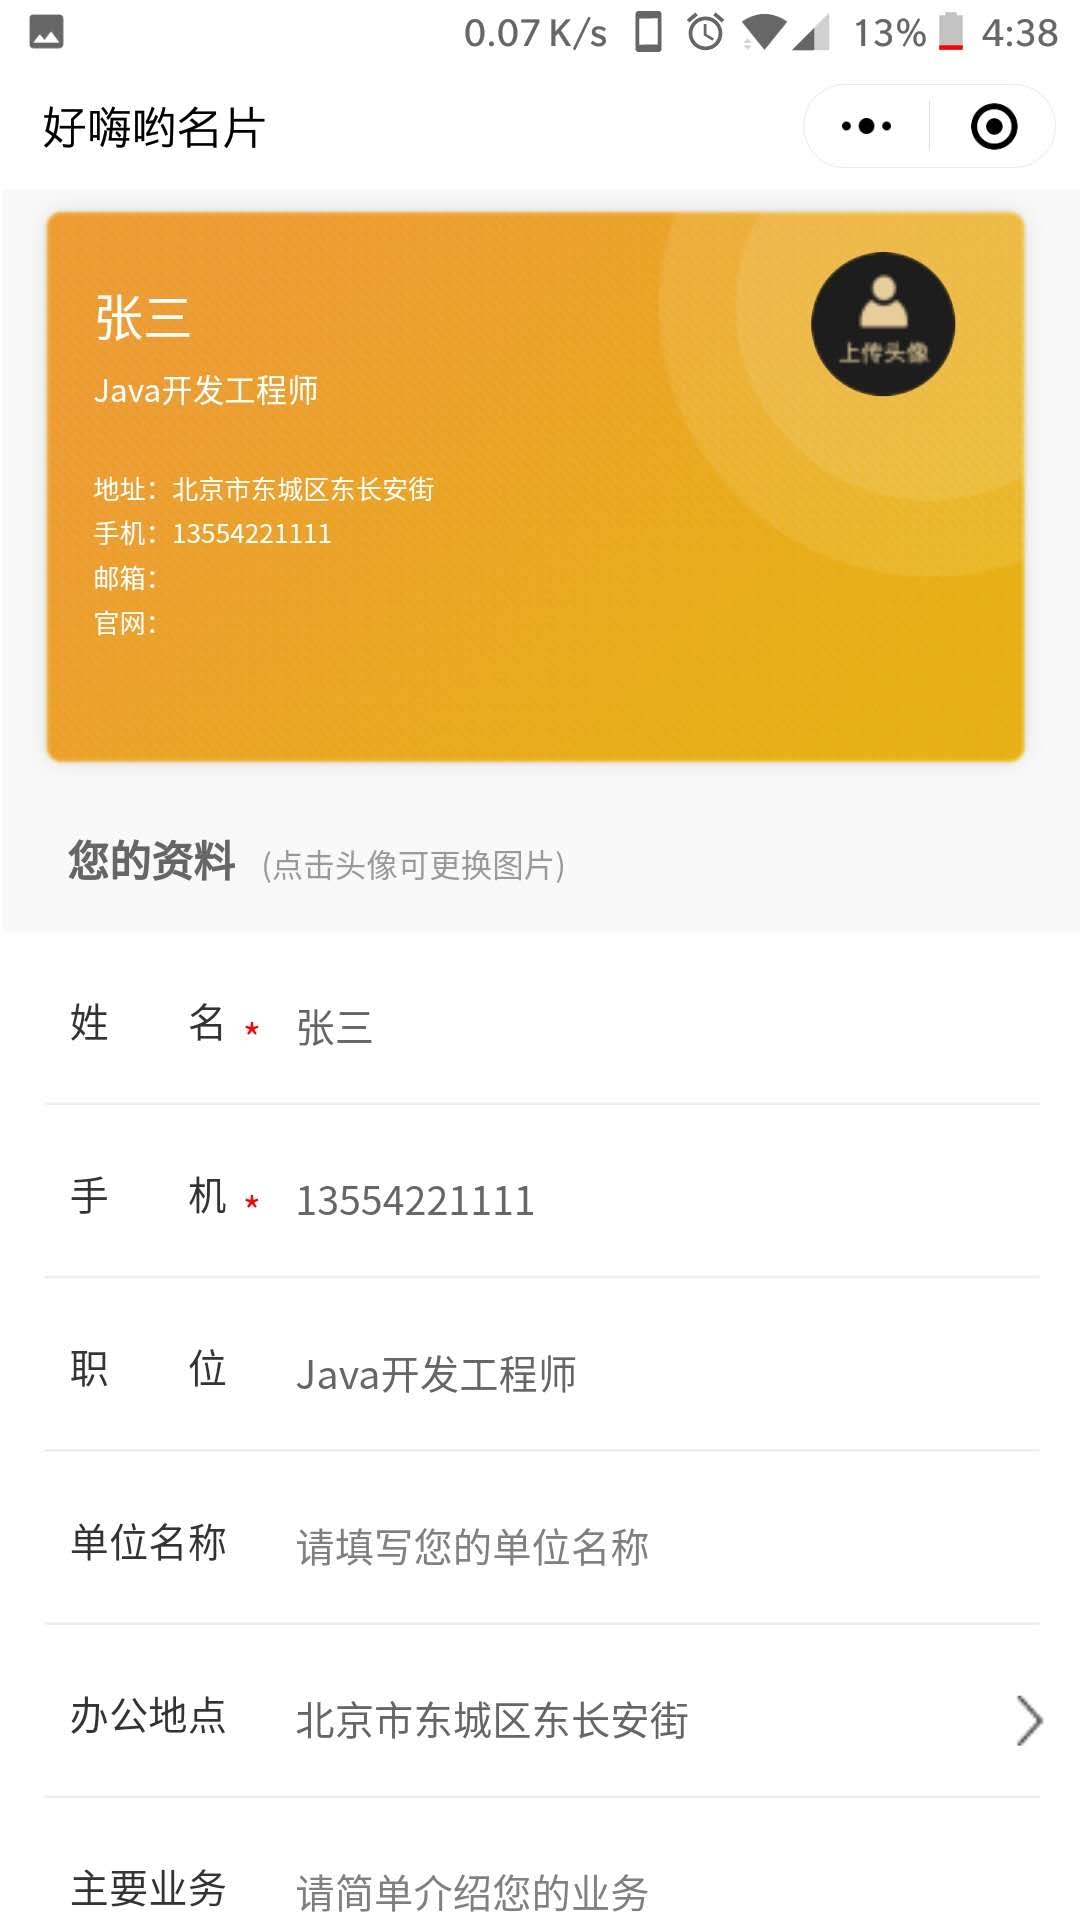 0.07 K/s 13% 4:38
好嗨哟名片
张三
上传头像
Java开发工程师
地址：北京市东城区东长安街
手机：13554221111
邮箱：
官网：
您的资料 (点击头像可更换图片)
姓 名 * 张三
手 机 * 13554221111
职 位 Java开发工程师
单位名称 请填写您的单位名称
办公地点 北京市东城区东长安街
主要业务 请简单介绍您的业务